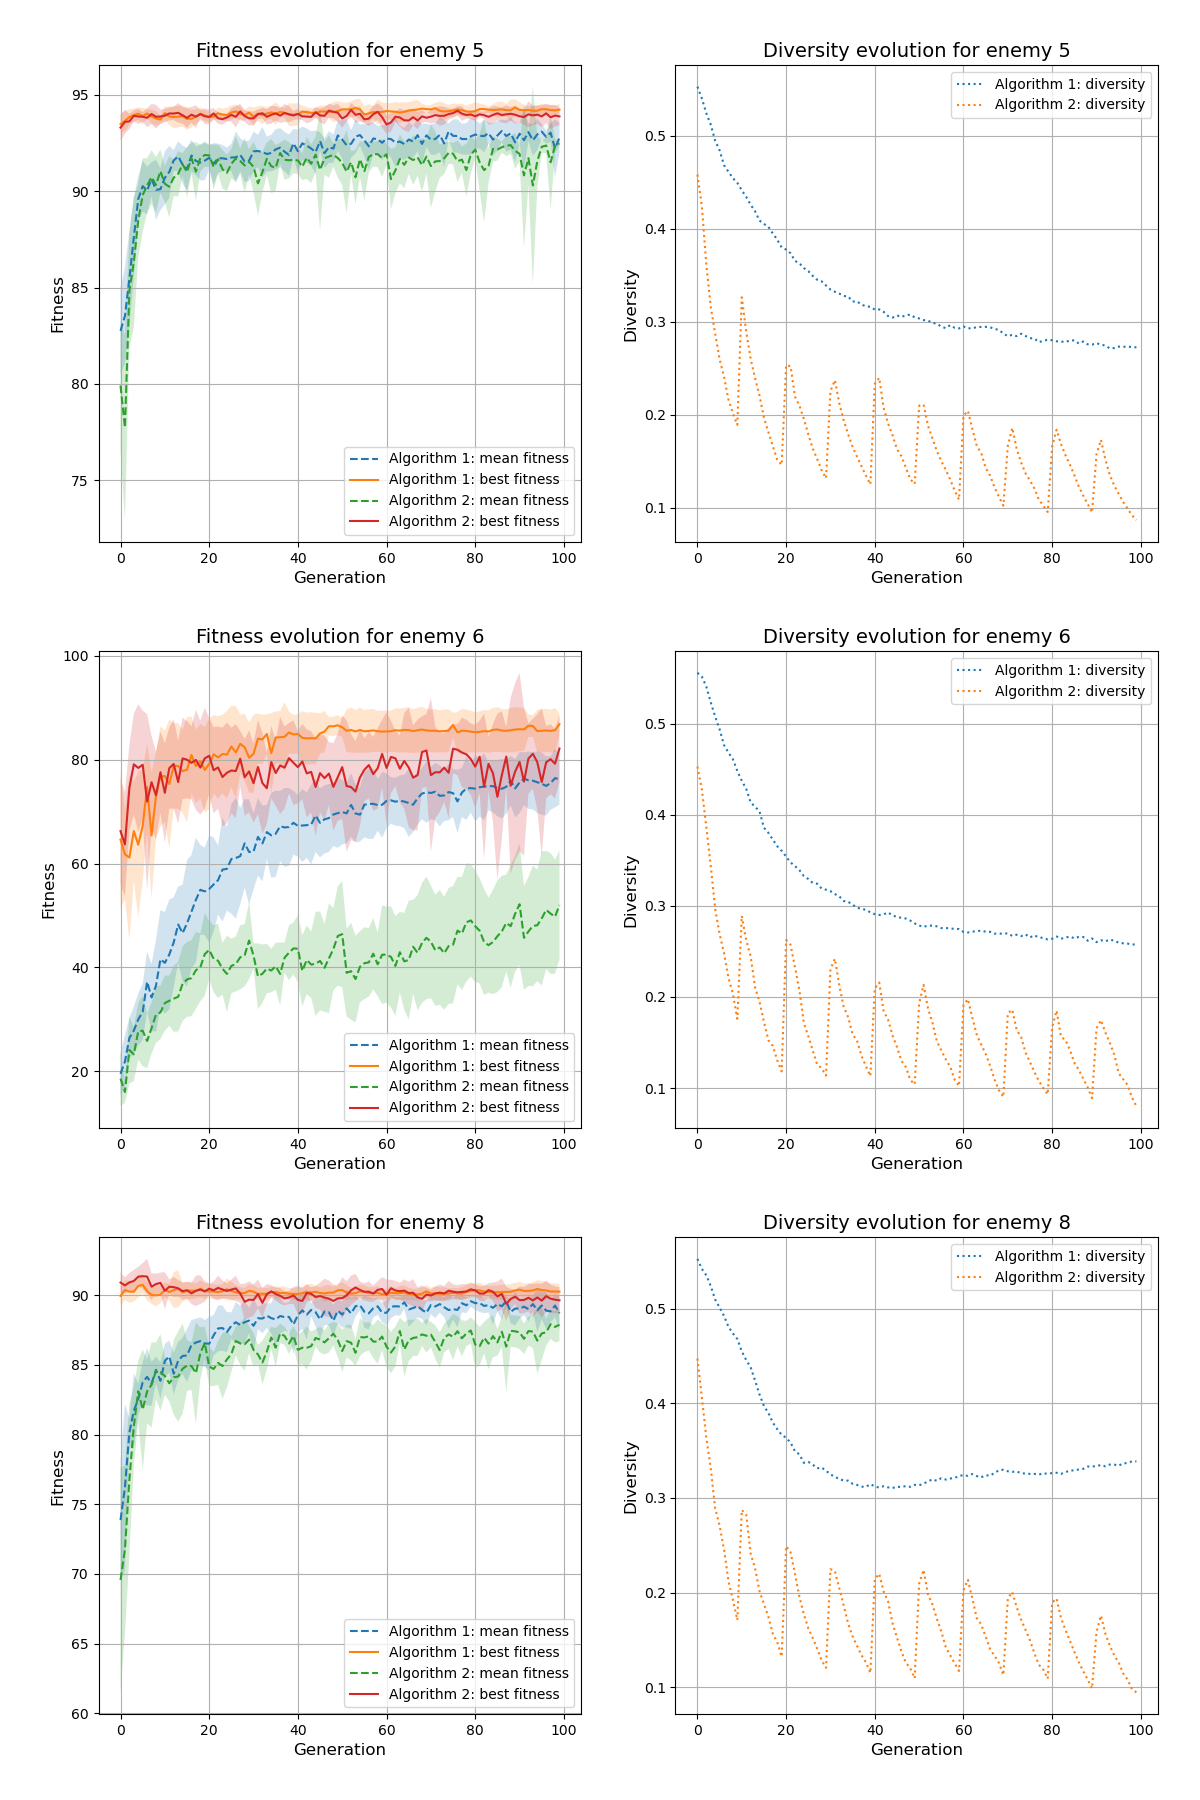 Fitness evolution for enemy 5
95
90
85
80
75
Fitness
0 20 40 60 80 100
Generation
Algorithm 1: mean fitness
Algorithm 1: best fitness
Algorithm 2: mean fitness
Algorithm 2: best fitness
Diversity evolution for enemy 5
0.5
0.4
0.3
0.2
0.1
Diversity
0 20 40 60 80 100
Generation
Algorithm 1: diversity
Algorithm 2: diversity
Fitness evolution for enemy 6
100
80
60
40
20
Fitness
0 20 40 60 80 100
Generation
Algorithm 1: mean fitness
Algorithm 1: best fitness
Algorithm 2: mean fitness
Algorithm 2: best fitness
Diversity evolution for enemy 6
0.5
0.4
0.3
0.2
0.1
Diversity
0 20 40 60 80 100
Generation
Algorithm 1: diversity
Algorithm 2: diversity
Fitness evolution for enemy 8
90
85
80
75
70
65
60
Fitness
0 20 40 60 80 100
Generation
Algorithm 1: mean fitness
Algorithm 1: best fitness
Algorithm 2: mean fitness
Algorithm 2: best fitness
Diversity evolution for enemy 8
0.5
0.4
0.3
0.2
0.1
Diversity
0 20 40 60 80 100
Generation
Algorithm 1: diversity
Algorithm 2: diversity